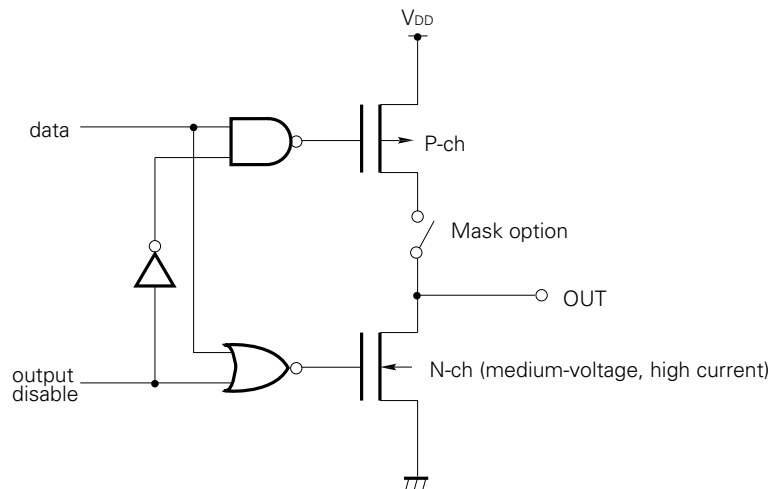 VDD
data
P-ch
Mask option
OUT
output
disable
N-ch (medium-voltage, high current)